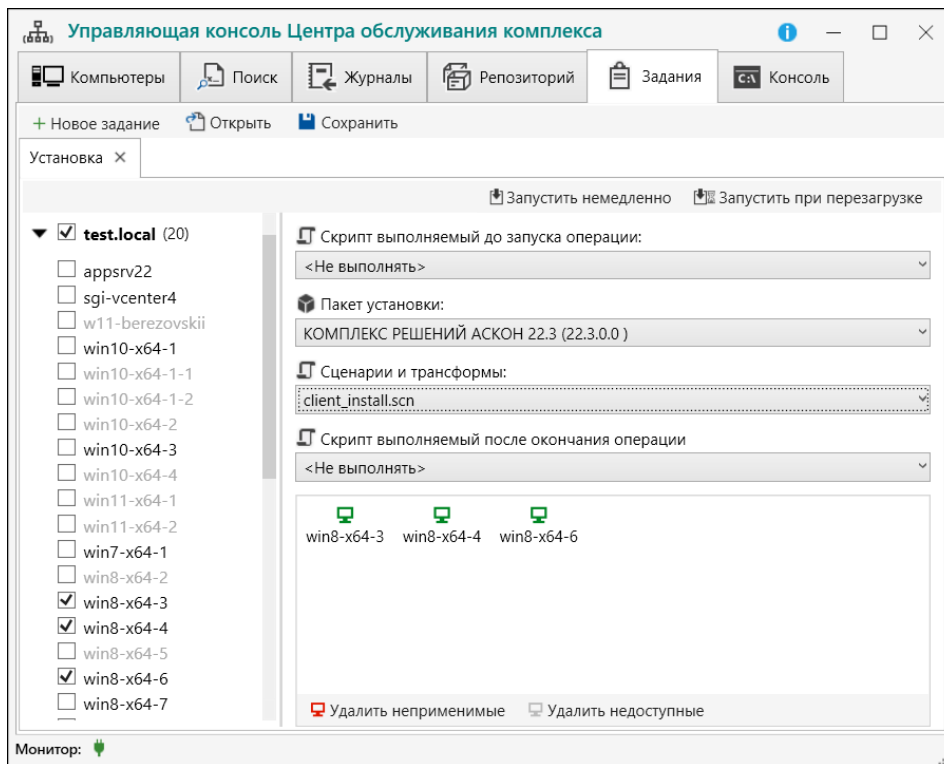 Управляющая консоль Центра обслуживания комплекса
Компьютеры Поиск Журналы Репозиторий Задания C:\ Консоль
+ Новое задание Открыть Сохранить
Установка ×
Запустить немедленно Запустить при перезагрузке
test.local (20)
appsrv22
sgi-vcenter4
w11-berezovskii
win10-x64-1
win10-x64-1-1
win10-x64-1-2
win10-x64-2
win10-x64-3
win10-x64-4
win11-x64-1
win11-x64-2
win7-x64-1
win8-x64-2
win8-x64-3
win8-x64-4
win8-x64-5
win8-x64-6
win8-x64-7
Скрипт выполняемый до запуска операции:
<Не выполнять>
Пакет установки:
КОМПЛЕКС РЕШЕНИЙ АСКОН 22.3 (22.3.0.0 )
Сценарии и трансформы:
client_install.scn
Скрипт выполняемый после окончания операции
<Не выполнять>
win8-x64-3 win8-x64-4 win8-x64-6
Удалить неприменимые Удалить недоступные
Монитор: